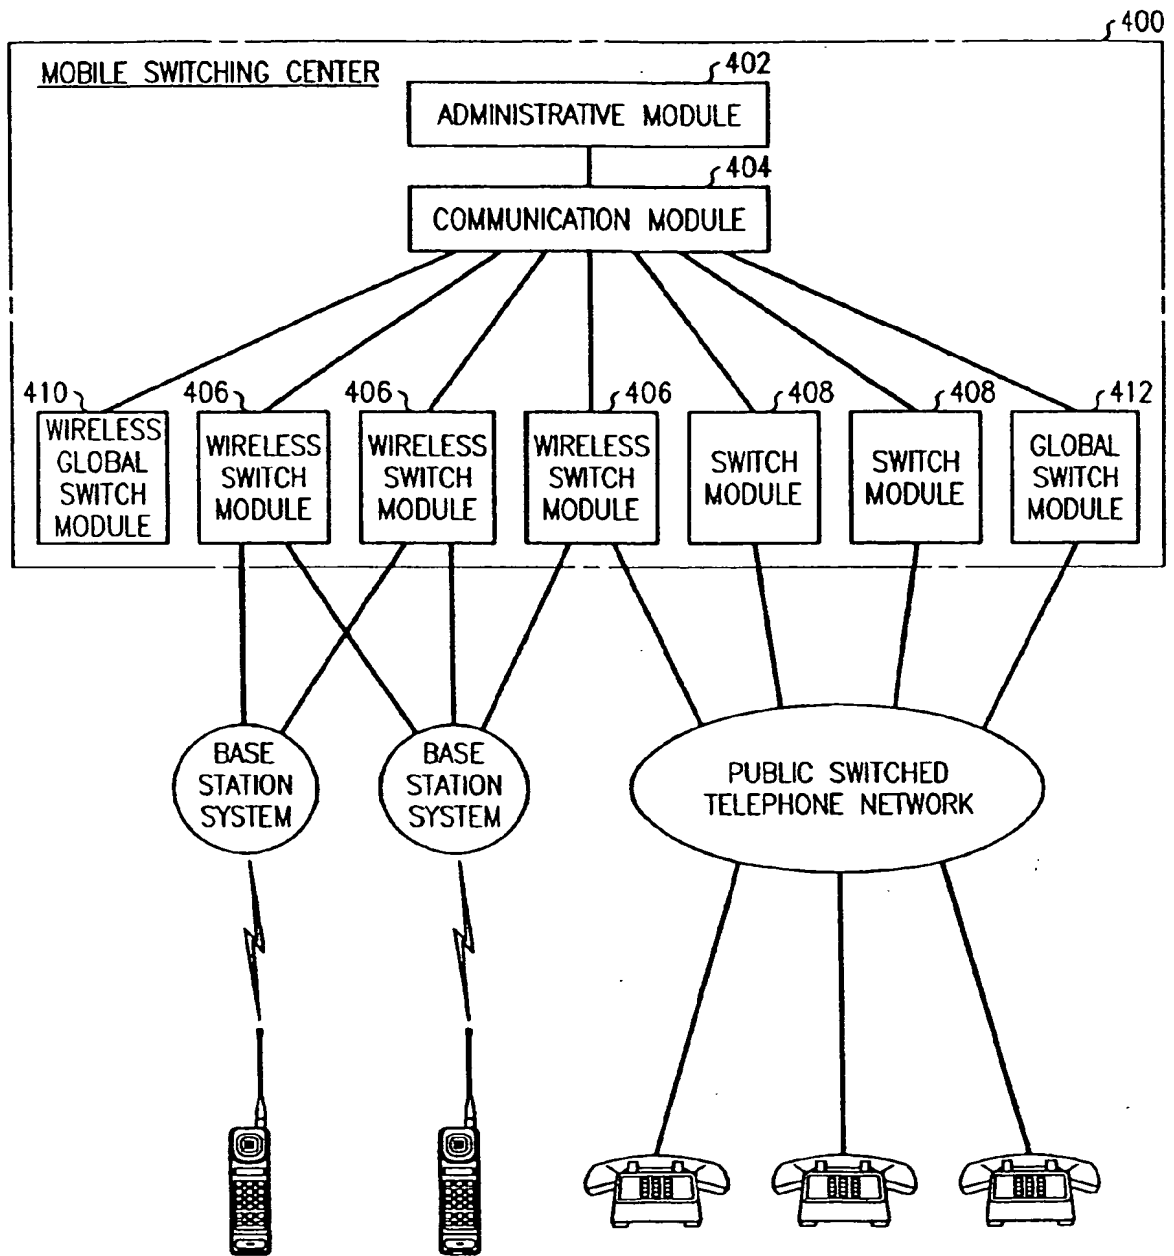 400
MOBILE SWITCHING CENTER
402
ADMINISTRATIVE MODULE
404
COMMUNICATION MODULE
410
WIRELESS
GLOBAL
SWITCH
MODULE
406
WIRELESS
SWITCH
MODULE
406
WIRELESS
SWITCH
MODULE
406
WIRELESS
SWITCH
MODULE
408
SWITCH
MODULE
408
SWITCH
MODULE
412
GLOBAL
SWITCH
MODULE
BASE
STATION
SYSTEM
BASE
STATION
SYSTEM
PUBLIC SWITCHED
TELEPHONE NETWORK